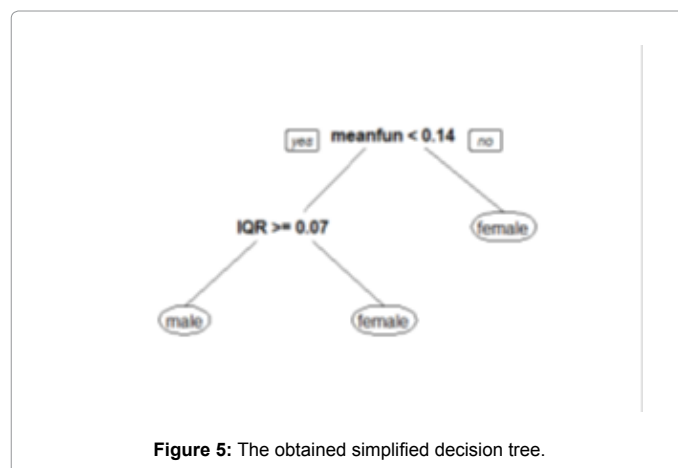 yes meanfun < 0.14 no
IQR >= 0.07 female
male female
Figure 5: The obtained simplified decision tree.